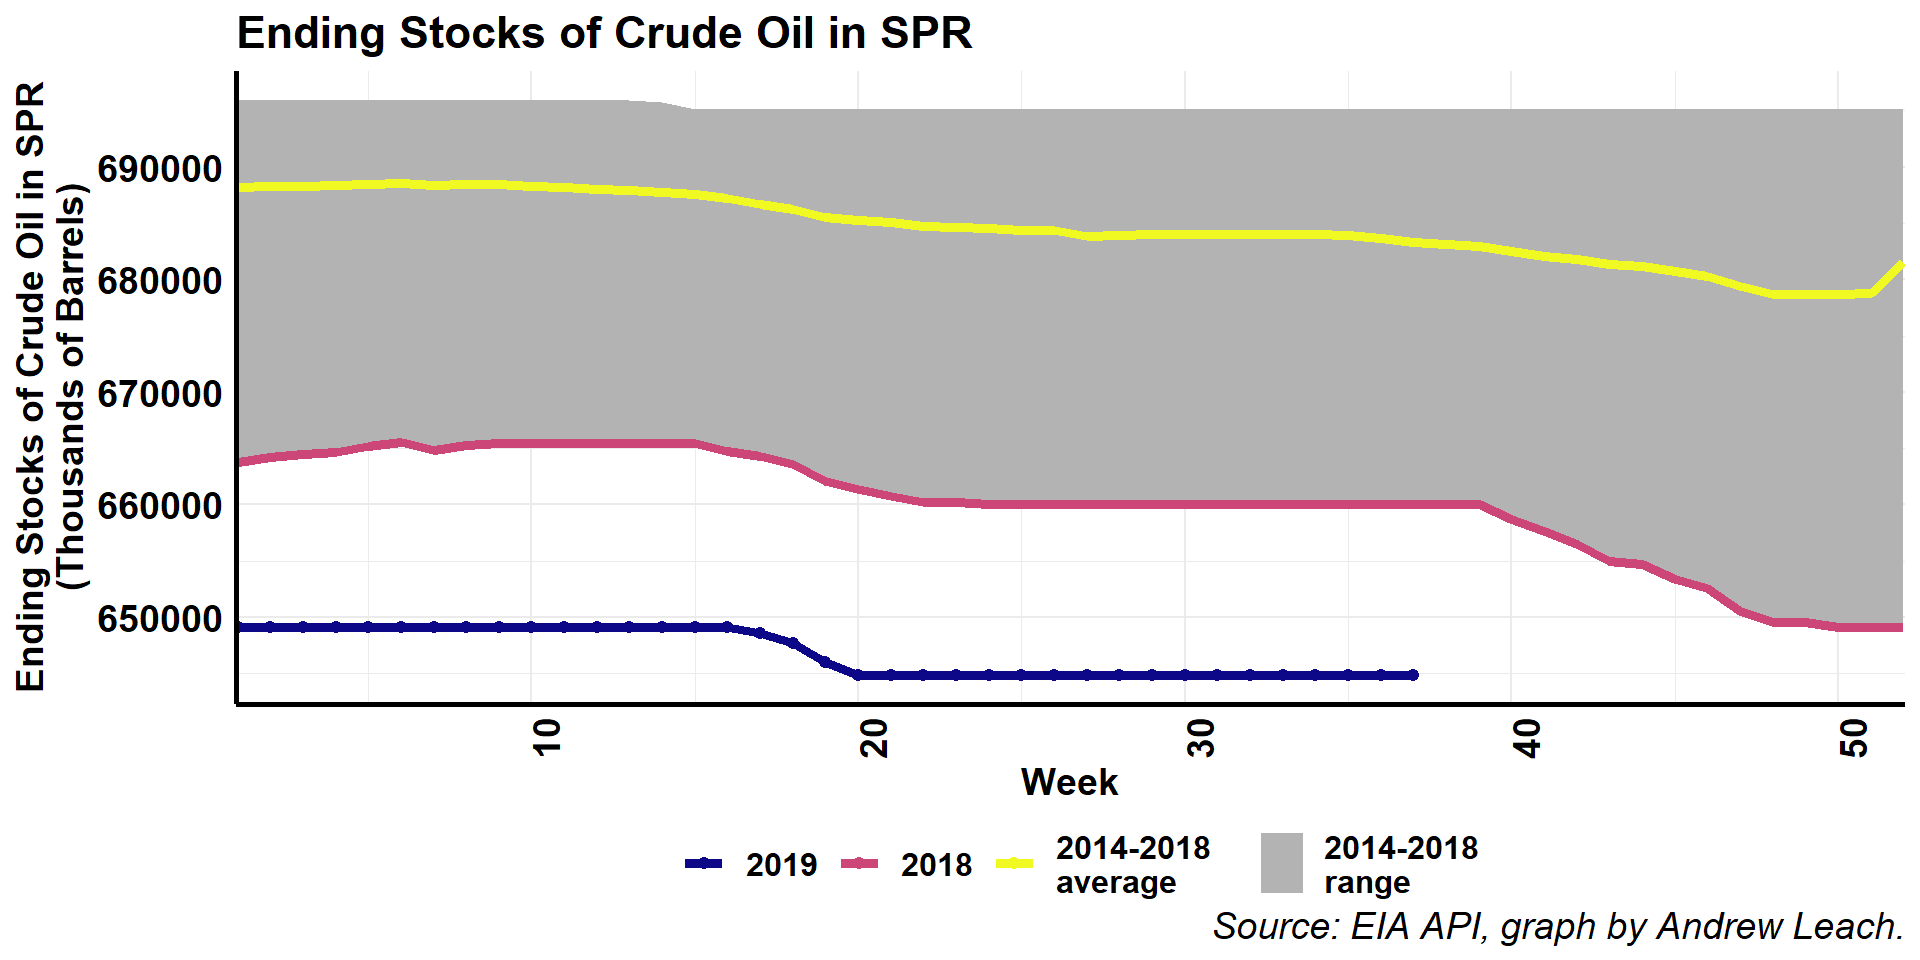 Ending Stocks of Crude Oil in SPR
Ending Stocks of Crude Oil in SPR
(Thousands of Barrels)
690000
680000
670000
660000
650000
10
20
30
40
50
Week
2019
2018
2014-2018
average
2014-2018
range
Source: EIA API, graph by Andrew Leach.